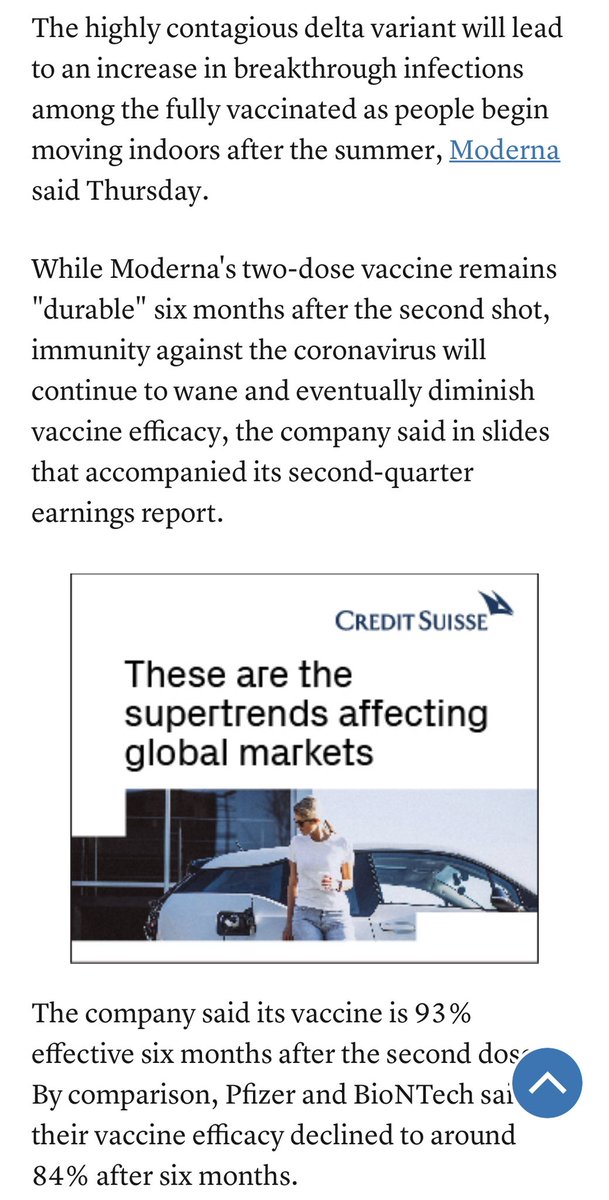 The highly contagious delta variant will lead
to an increase in breakthrough infections
among the fully vaccinated as people begin
moving indoors after the summer, Moderna
said Thursday.
While Moderna's two-dose vaccine remains
"durable" six months after the second shot,
immunity against the coronavirus will
continue to wane and eventually diminish
vaccine efficacy, the company said in slides
that accompanied its second-quarter
earnings report.
CREDIT SUISSE
These are the
supertrends affecting
global markets
The company said its vaccine is 93%
effective six months after the second
By comparison, Pfizer and BioNTech
their vaccine efficacy declined to around
84% after six months.